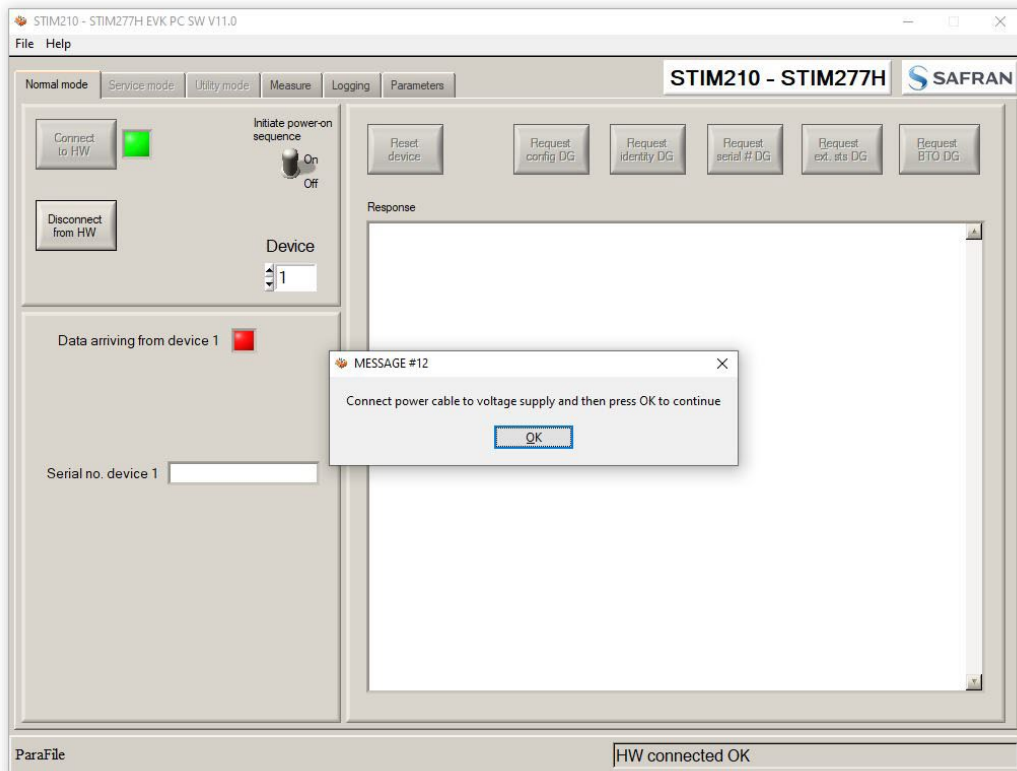 STIM210 - STIM277H EVK PC SW V11.0
File Help
Normal mode Service mode Utility mode Measure Logging Parameters
STIM210 - STIM277H
SAFRAN
Connect
to HW
Initiate power-on
sequence
On
Off
Disconnect
from HW
Device
1
Reset
device
Request
config DG
Request
identity DG
Request
serial # DG
Request
ext. sts DG
Request
BTO DG
Response
Data arriving from device 1
Serial no. device 1
MESSAGE #12
Connect power cable to voltage supply and then press OK to continue
OK
ParaFile
HW connected OK